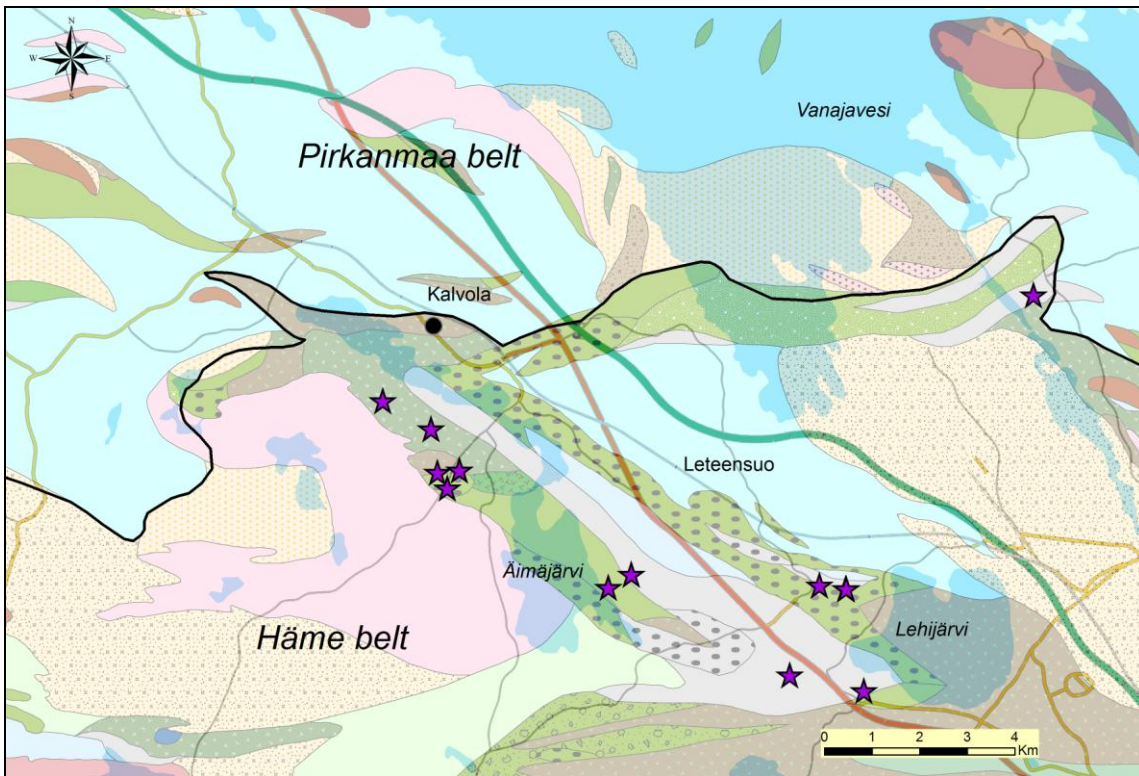 N
W E
S
Vanajavesi
Pirkanmaa belt
Kalvola
Leteensuo
Äimäjärvi
Häme belt
Lehijärvi
0 1 2 3 4
Km